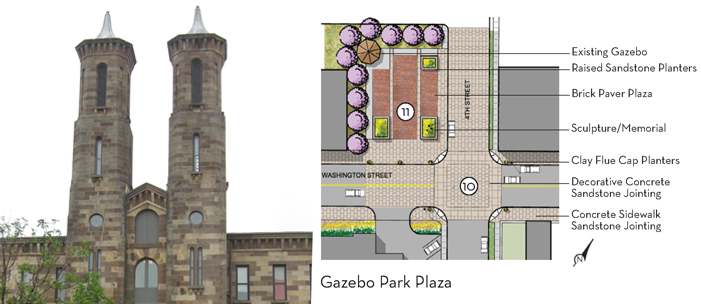 Existing Gazebo
Raised Sandstone Planters
Brick Paver Plaza
11
4TH STREET
Sculpture/Memorial
Clay Flue Cap Planters
WASHINGTON STREET
10
Decorative Concrete
Sandstone Jointing
Concrete Sidewalk
Sandstone Jointing
N
Gazebo Park Plaza